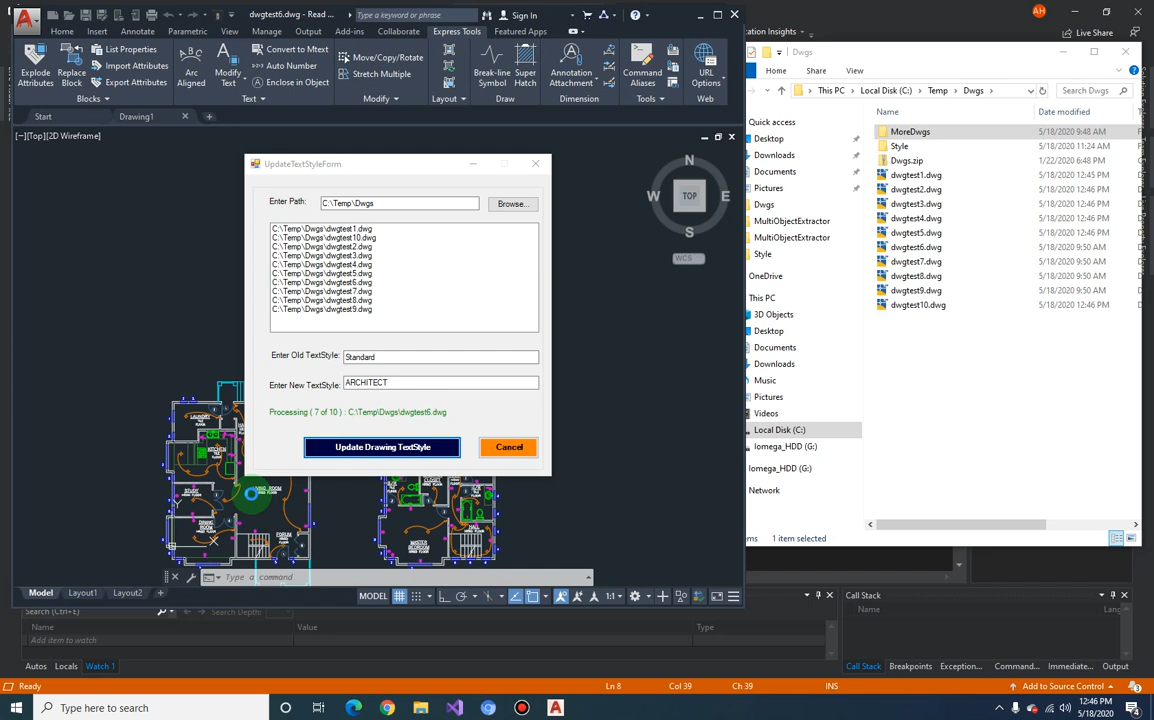 dwgtest6.dwg - Read ...
Type a keyword or phrase
Sign In
AH
Home Insert Annotate Parametric View Manage Output Add-ins Collaborate Express Tools Featured Apps
Live Share
Explode Attributes
Replace Block
List Properties
Import Attributes
Export Attributes
Arc Aligned
Modify Text
Convert to Mtext
Auto Number
Enclose in Object
Move/Copy/Rotate
Stretch Multiple
Break-line Symbol
Super Hatch
Annotation Attachment
Command Aliases
URL Options
Blocks
Text
Modify
Layout
Draw
Dimension
Tools
Web
Start
Drawing1
[−][Top][2D Wireframe]
N
W
TOP
E
S
WCS
UpdateTextStyleForm
Enter Path:
C:\Temp\Dwgs
Browse...
C:\Temp\Dwgs\dwgtest1.dwg
C:\Temp\Dwgs\dwgtest10.dwg
C:\Temp\Dwgs\dwgtest2.dwg
C:\Temp\Dwgs\dwgtest3.dwg
C:\Temp\Dwgs\dwgtest4.dwg
C:\Temp\Dwgs\dwgtest5.dwg
C:\Temp\Dwgs\dwgtest6.dwg
C:\Temp\Dwgs\dwgtest7.dwg
C:\Temp\Dwgs\dwgtest8.dwg
C:\Temp\Dwgs\dwgtest9.dwg
Enter Old TextStyle:
Standard
Enter New TextStyle:
ARCHITECT
Processing ( 7 of 10 ) : C:\Temp\Dwgs\dwgtest6.dwg
Update Drawing TextStyle
Cancel
Type a command
Model Layout1 Layout2
MODEL
1:1
Dwgs
Home Share View
This PC Local Disk (C:) Temp Dwgs
Search Dwgs
Quick access
Desktop
Downloads
Documents
Pictures
Dwgs
MultiObjectExtractor
MultiObjectExtractor
Style
OneDrive
This PC
3D Objects
Desktop
Documents
Downloads
Music
Pictures
Videos
Local Disk (C:)
Iomega_HDD (G:)
Iomega_HDD (G:)
Network
Name Date modified
MoreDwgs 5/18/2020 9:48 AM
Style 5/18/2020 11:24 AM
Dwgs.zip 1/22/2020 6:48 PM
dwgtest1.dwg 5/18/2020 12:45 PM
dwgtest2.dwg 5/18/2020 12:46 PM
dwgtest3.dwg 5/18/2020 12:46 PM
dwgtest4.dwg 5/18/2020 12:46 PM
dwgtest5.dwg 5/18/2020 12:46 PM
dwgtest6.dwg 5/18/2020 9:50 AM
dwgtest7.dwg 5/18/2020 9:50 AM
dwgtest8.dwg 5/18/2020 9:50 AM
dwgtest9.dwg 5/18/2020 9:50 AM
dwgtest10.dwg 5/18/2020 12:46 PM
ems 1 item selected
Search (Ctrl+E)
Search Depth:
Name Value Type
Add item to watch
Autos Locals Watch 1
Call Stack
Name Lang
Call Stack Breakpoints Exception... Command... Immediate... Output
Ready
Ln 8 Col 39 Ch 39 INS
Add to Source Control
3
Type here to search
12:46 PM
5/18/2020
4